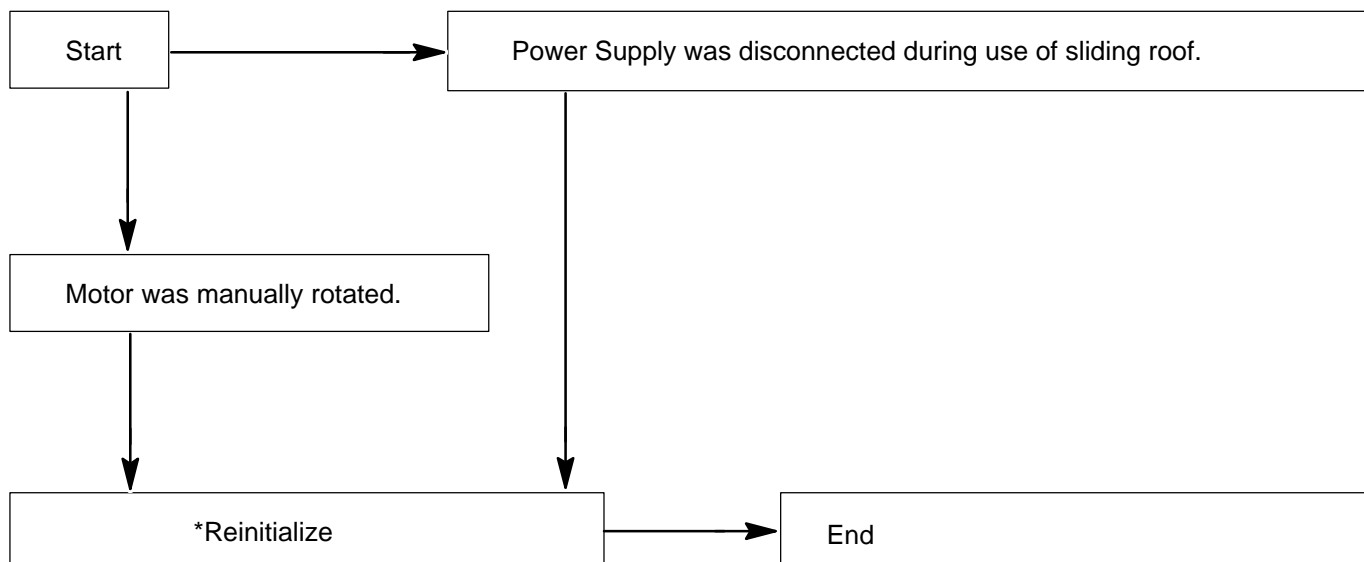 Start
Power Supply was disconnected during use of sliding roof.
Motor was manually rotated.
*Reinitialize
End